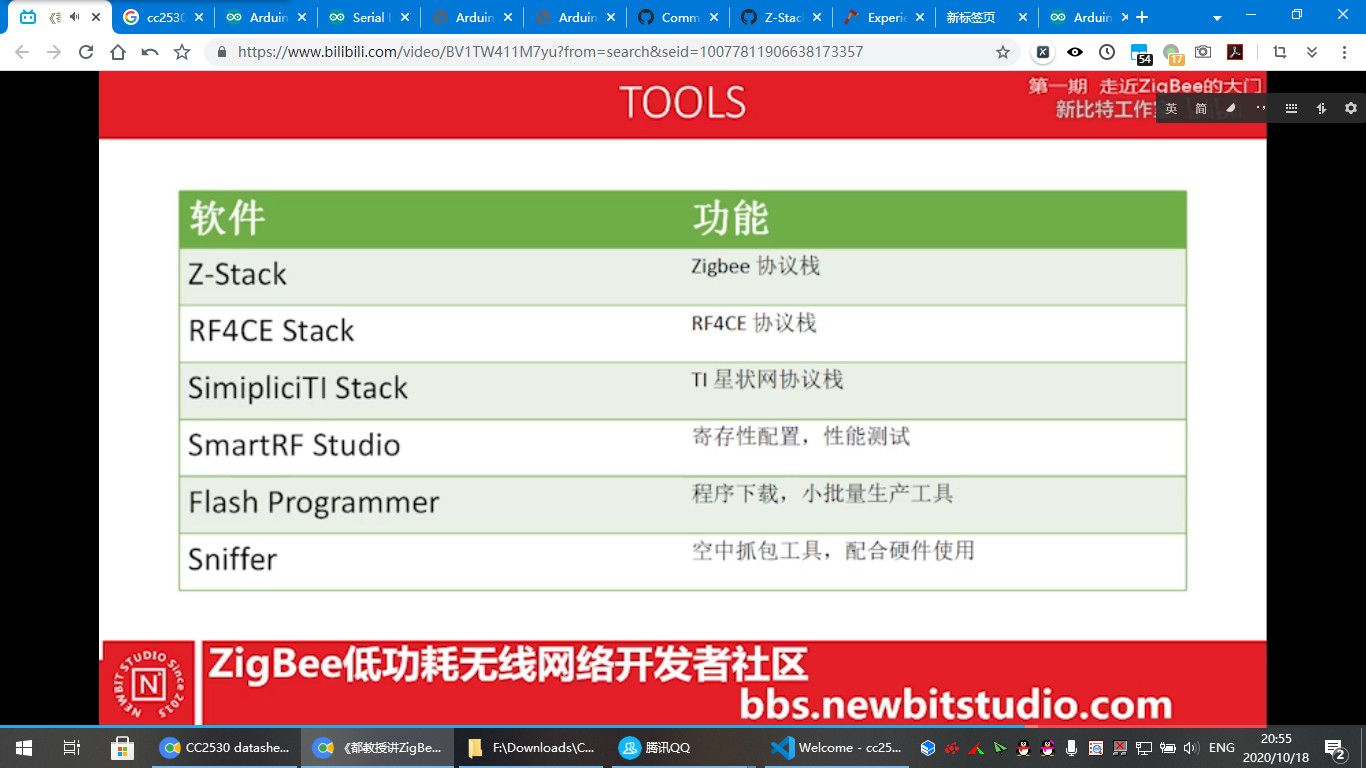 cc2530
Arduin
Serial
Arduin
Arduin
Comm
Z-Stac
Experie
新标签页
Arduin
https://www.bilibili.com/video/BV1TW411M7yu?from=search&seid=10077811906638173357
54
17
TOOLS
第一期 走近ZigBee的大门
新比特工作室
英 简
软件 功能
Z-Stack Zigbee 协议栈
RF4CE Stack RF4CE 协议栈
SimipliciTI Stack TI 星状网协议栈
SmartRF Studio 寄存性配置，性能测试
Flash Programmer 程序下载，小批量生产工具
Sniffer 空中抓包工具，配合硬件使用
NEWBIT STUDIO Since 2015
N
ZigBee低功耗无线网络开发者社区
bbs.newbitstudio.com
CC2530 datashe...
《都教授讲ZigBe...
F:\Downloads\C...
腾讯QQ
Welcome - cc25...
ENG
20:55
2020/10/18
2